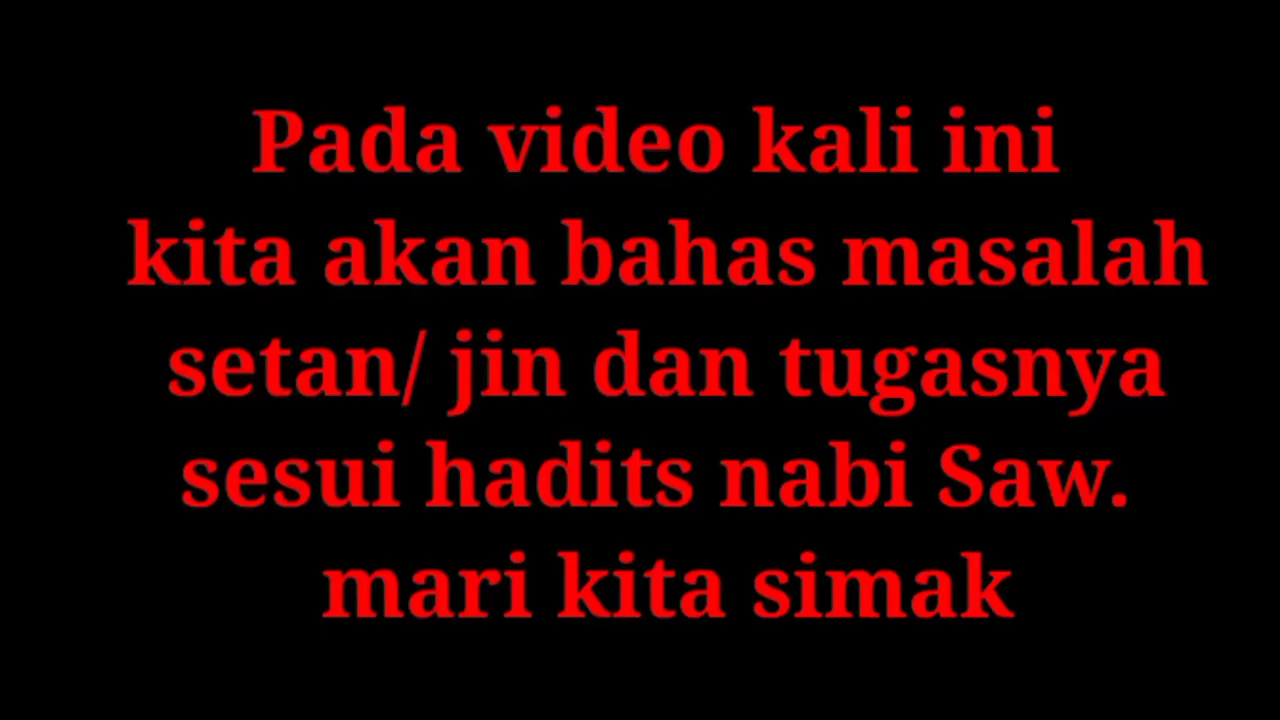 Pada video kali ini
kita akan bahas masalah
setan/ jin dan tugasnya
sesui hadits nabi Saw.
mari kita simak